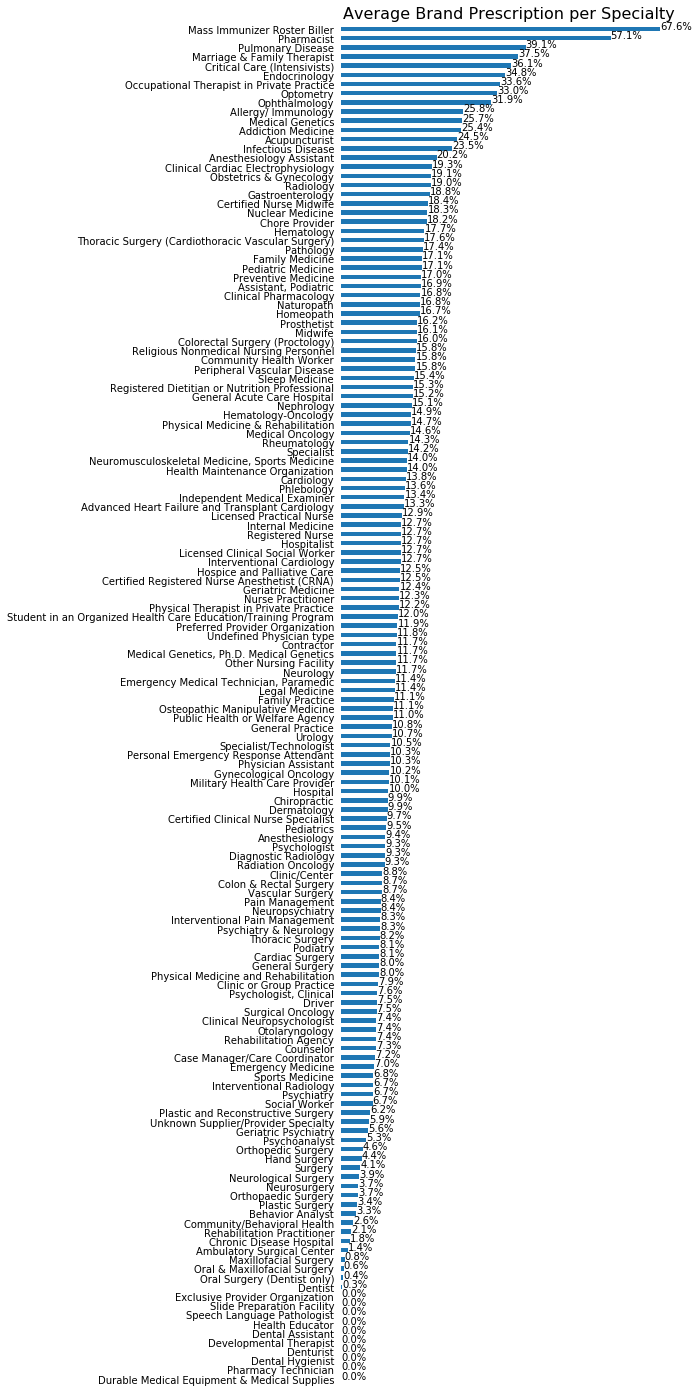 Average Brand Prescription per Specialty
Mass Immunizer Roster Biller 67.6%
Pharmacist 57.1%
Pulmonary Disease 39.1%
Marriage & Family Therapist 37.5%
Critical Care (Intensivists) 36.1%
Endocrinology 34.8%
Occupational Therapist in Private Practice 33.6%
Optometry 33.0%
Ophthalmology 31.9%
Allergy/ Immunology 25.8%
Medical Genetics 25.7%
Addiction Medicine 25.4%
Acupuncturist 24.5%
Infectious Disease 23.5%
Anesthesiology Assistant 20.2%
Clinical Cardiac Electrophysiology 19.3%
Obstetrics & Gynecology 19.1%
Radiology 19.0%
Gastroenterology 18.8%
Certified Nurse Midwife 18.4%
Nuclear Medicine 18.3%
Chore Provider 18.2%
Hematology 17.7%
Thoracic Surgery (Cardiothoracic Vascular Surgery) 17.6%
Pathology 17.4%
Family Medicine 17.1%
Pediatric Medicine 17.1%
Preventive Medicine 17.0%
Assistant, Podiatric 16.9%
Clinical Pharmacology 16.8%
Naturopath 16.8%
Homeopath 16.7%
Prosthetist 16.2%
Midwife 16.1%
Colorectal Surgery (Proctology) 16.0%
Religious Nonmedical Nursing Personnel 15.8%
Community Health Worker 15.8%
Peripheral Vascular Disease 15.8%
Sleep Medicine 15.4%
Registered Dietitian or Nutrition Professional 15.3%
General Acute Care Hospital 15.2%
Nephrology 15.1%
Hematology-Oncology 14.9%
Physical Medicine & Rehabilitation 14.7%
Medical Oncology 14.6%
Rheumatology 14.3%
Specialist 14.2%
Neuromusculoskeletal Medicine, Sports Medicine 14.0%
Health Maintenance Organization 14.0%
Cardiology 13.8%
Phlebology 13.6%
Independent Medical Examiner 13.4%
Advanced Heart Failure and Transplant Cardiology 13.3%
Licensed Practical Nurse 12.9%
Internal Medicine 12.7%
Registered Nurse 12.7%
Hospitalist 12.7%
Licensed Clinical Social Worker 12.7%
Interventional Cardiology 12.7%
Hospice and Palliative Care 12.5%
Certified Registered Nurse Anesthetist (CRNA) 12.5%
Geriatric Medicine 12.4%
Nurse Practitioner 12.3%
Physical Therapist in Private Practice 12.2%
Student in an Organized Health Care Education/Training Program 12.0%
Preferred Provider Organization 11.9%
Undefined Physician type 11.8%
Contractor 11.7%
Medical Genetics, Ph.D. Medical Genetics 11.7%
Other Nursing Facility 11.7%
Neurology 11.7%
Emergency Medical Technician, Paramedic 11.4%
Legal Medicine 11.4%
Family Practice 11.1%
Osteopathic Manipulative Medicine 11.1%
Public Health or Welfare Agency 11.0%
General Practice 10.8%
Urology 10.7%
Specialist/Technologist 10.5%
Personal Emergency Response Attendant 10.3%
Physician Assistant 10.3%
Gynecological Oncology 10.2%
Military Health Care Provider 10.1%
Hospital 10.0%
Chiropractic 9.9%
Dermatology 9.9%
Certified Clinical Nurse Specialist 9.7%
Pediatrics 9.5%
Anesthesiology 9.4%
Psychologist 9.3%
Diagnostic Radiology 9.3%
Radiation Oncology 9.3%
Clinic/Center 8.8%
Colon & Rectal Surgery 8.7%
Vascular Surgery 8.7%
Pain Management 8.4%
Neuropsychiatry 8.4%
Interventional Pain Management 8.3%
Psychiatry & Neurology 8.3%
Thoracic Surgery 8.2%
Podiatry 8.1%
Cardiac Surgery 8.1%
General Surgery 8.0%
Physical Medicine and Rehabilitation 8.0%
Clinic or Group Practice 7.9%
Psychologist, Clinical 7.6%
Driver 7.5%
Surgical Oncology 7.5%
Clinical Neuropsychologist 7.4%
Otolaryngology 7.4%
Rehabilitation Agency 7.4%
Counselor 7.3%
Case Manager/Care Coordinator 7.2%
Emergency Medicine 7.0%
Sports Medicine 6.8%
Interventional Radiology 6.7%
Psychiatry 6.7%
Social Worker 6.7%
Plastic and Reconstructive Surgery 6.2%
Unknown Supplier/Provider Specialty 5.9%
Geriatric Psychiatry 5.6%
Psychoanalyst 5.3%
Orthopedic Surgery 4.6%
Hand Surgery 4.4%
Surgery 4.1%
Neurological Surgery 3.9%
Neurosurgery 3.7%
Orthopaedic Surgery 3.7%
Plastic Surgery 3.4%
Behavior Analyst 3.3%
Community/Behavioral Health 2.6%
Rehabilitation Practitioner 2.1%
Chronic Disease Hospital 1.8%
Ambulatory Surgical Center 1.4%
Maxillofacial Surgery 0.8%
Oral & Maxillofacial Surgery 0.6%
Oral Surgery (Dentist only) 0.4%
Dentist 0.3%
Exclusive Provider Organization 0.0%
Slide Preparation Facility 0.0%
Speech Language Pathologist 0.0%
Health Educator 0.0%
Dental Assistant 0.0%
Developmental Therapist 0.0%
Denturist 0.0%
Dental Hygienist 0.0%
Pharmacy Technician 0.0%
Durable Medical Equipment & Medical Supplies 0.0%